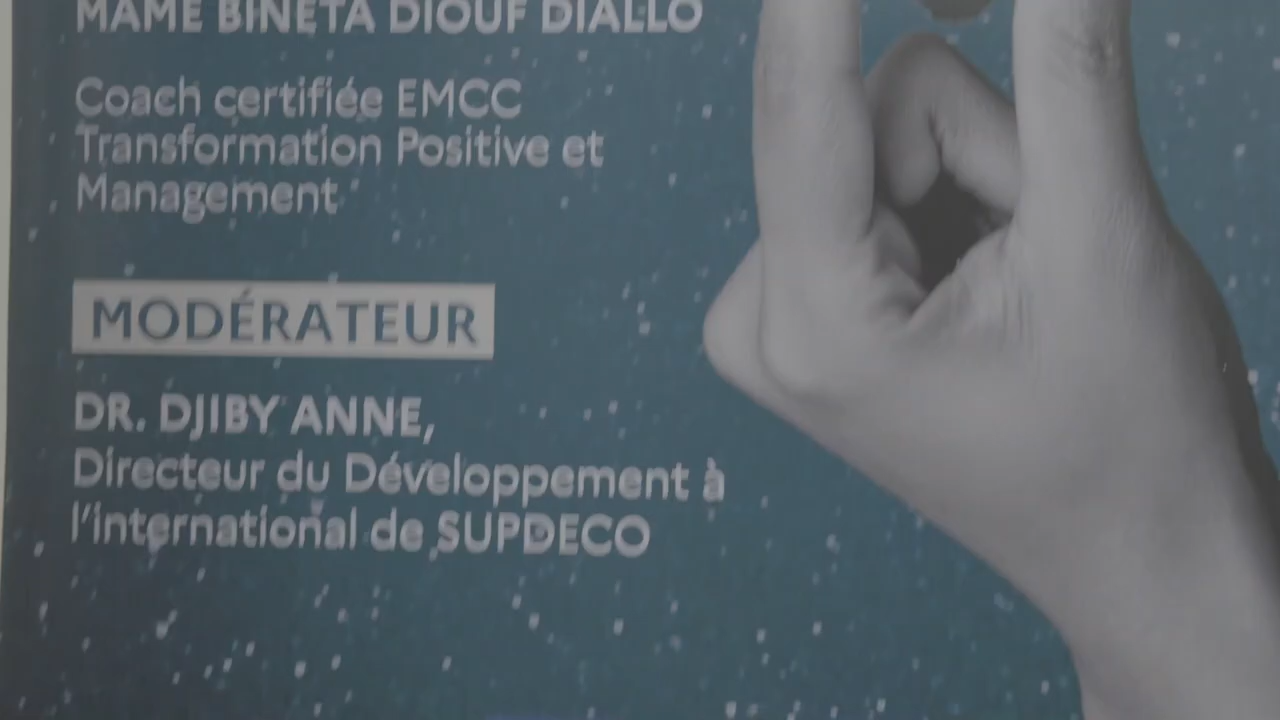 MAME BINETA DIOUF DIALLO
Coach certifiée EMCC
Transformation Positive et
Management
MODÉRATEUR
DR. DJIBY ANNE,
Directeur du Développement à
l'international de SUPDECO